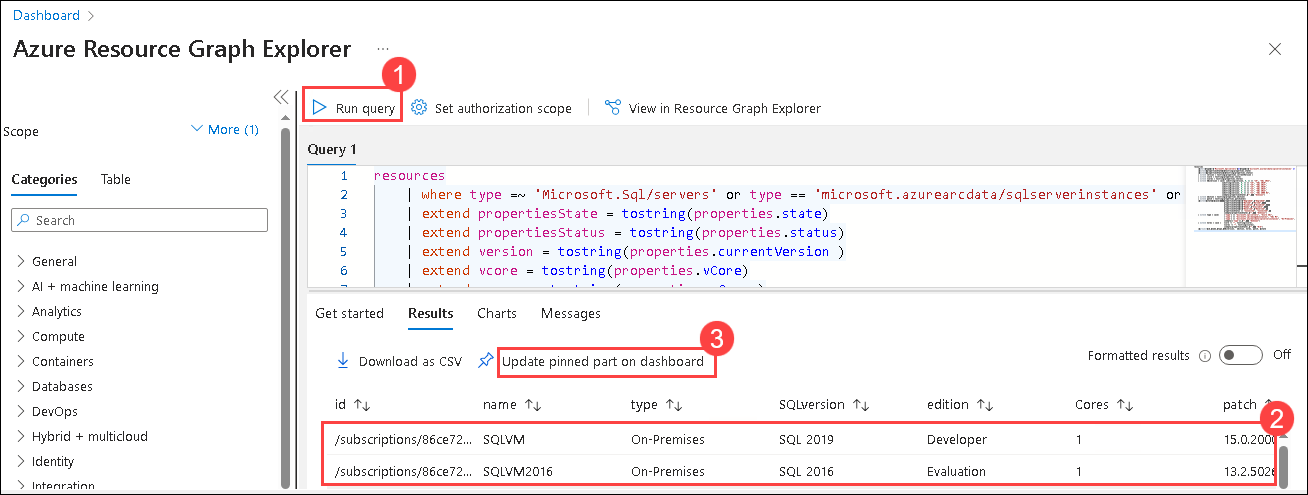 Dashboard >
Azure Resource Graph Explorer ...
1
Run query Set authorization scope View in Resource Graph Explorer
Scope More (1)
Categories Table
Search
General
AI + machine learning
Analytics
Compute
Containers
Databases
DevOps
Hybrid + multicloud
Identity
Integration
Query 1
1 resources
2 | where type =~ 'Microsoft.Sql/servers' or type == 'microsoft.azurearcdata/sqlserverinstances' or
3 | extend propertiesState = tostring(properties.state)
4 | extend propertiesStatus = tostring(properties.status)
5 | extend version = tostring(properties.currentVersion )
6 | extend vcore = tostring(properties.vCore)
Get started Results Charts Messages
3
Download as CSV Update pinned part on dashboard Formatted results Off
id name type SQLversion edition Cores patch
2
/subscriptions/86ce72... SQLVM On-Premises SQL 2019 Developer 1 15.0.2000
/subscriptions/86ce72... SQLVM2016 On-Premises SQL 2016 Evaluation 1 13.2.5026